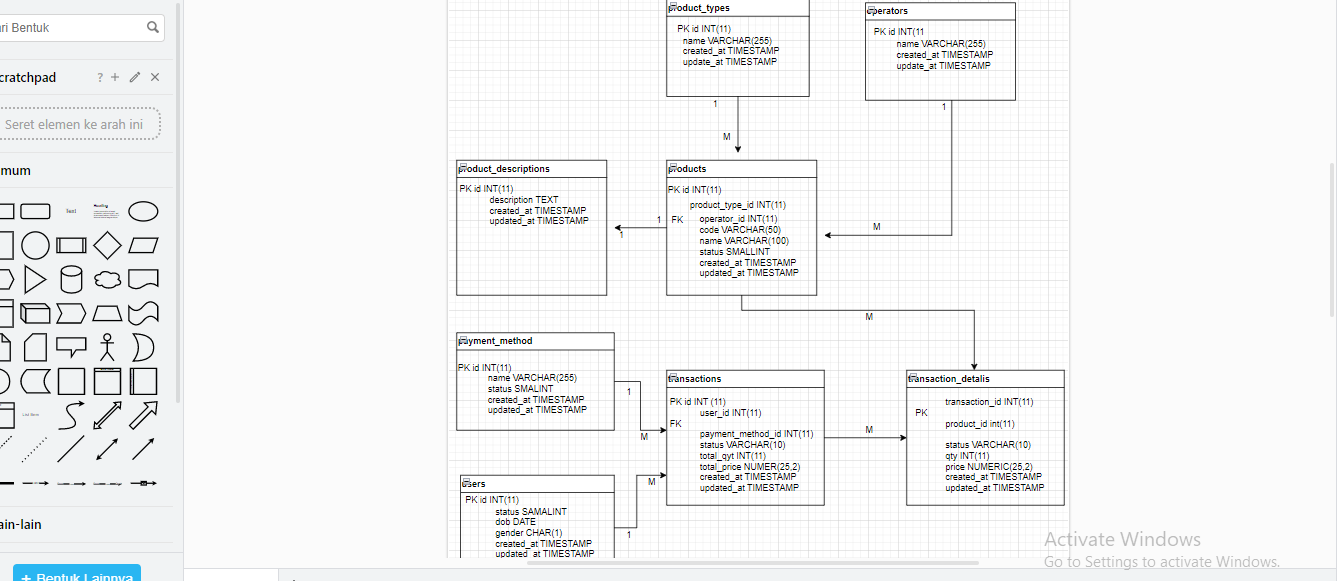 ri Bentuk
cratchpad
? + 
Seret elemen ke arah ini
mum
Text
Heading
List Item
ain-lain
+ Bentuk Lainnya
product_types
PK id INT(11)
name VARCHAR(255)
created_at TIMESTAMP
update_at TIMESTAMP
operators
PK id INT(11
name VARCHAR(255)
created_at TIMESTAMP
update_at TIMESTAMP
1
M
1
M
product_descriptions
PK id INT(11)
description TEXT
created_at TIMESTAMP
updated_at TIMESTAMP
1
1
products
PK id INT(11)
product_type_id INT(11)
FK operator_id INT(11)
code VARCHAR(50)
name VARCHAR(100)
status SMALLINT
created_at TIMESTAMP
updated_at TIMESTAMP
M
payment_method
PK id INT(11)
name VARCHAR(255)
status SMALINT
created_at TIMESTAMP
updated_at TIMESTAMP
1
M
transactions
PK id INT (11)
user_id INT(11)
FK
payment_method_id INT(11)
status VARCHAR(10)
total_qyt INT(11)
total_price NUMER(25,2)
created_at TIMESTAMP
updated_at TIMESTAMP
M
transaction_detalis
transaction_id INT(11)
PK
product_id int(11)
status VARCHAR(10)
qty INT(11)
price NUMERIC(25,2)
created_at TIMESTAMP
updated_at TIMESTAMP
users
PK id INT(11)
status SAMALINT
dob DATE
gender CHAR(1)
created_at TIMESTAMP
updated_at TIMESTAMP
1
M
Activate Windows
Go to Settings to activate Windows.